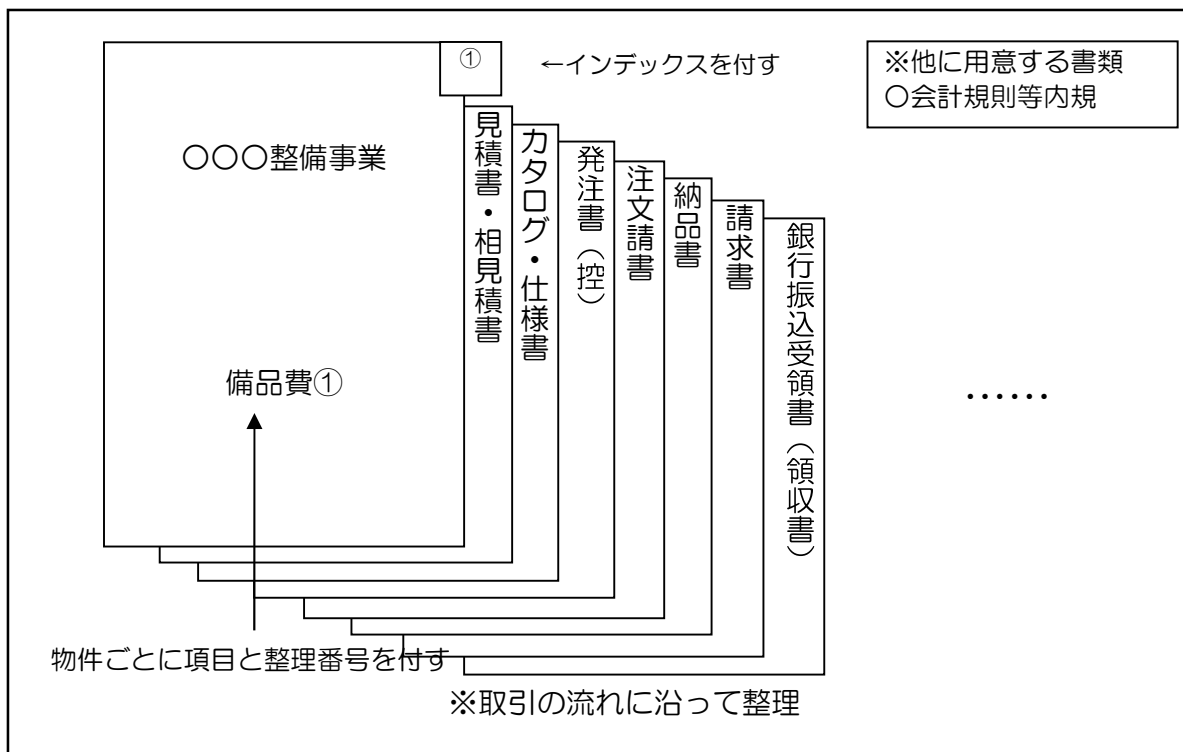 ①
←インデックスを付す
※他に用意する書類
〇会計規則等内規
〇〇〇整備事業
備品費①
見積書・相見積書
カタログ・仕様書
発注書（控）
注文請書
納品書
請求書
銀行振込受領書（領収書）
……
物件ごとに項目と整理番号を付す
※取引の流れに沿って整理